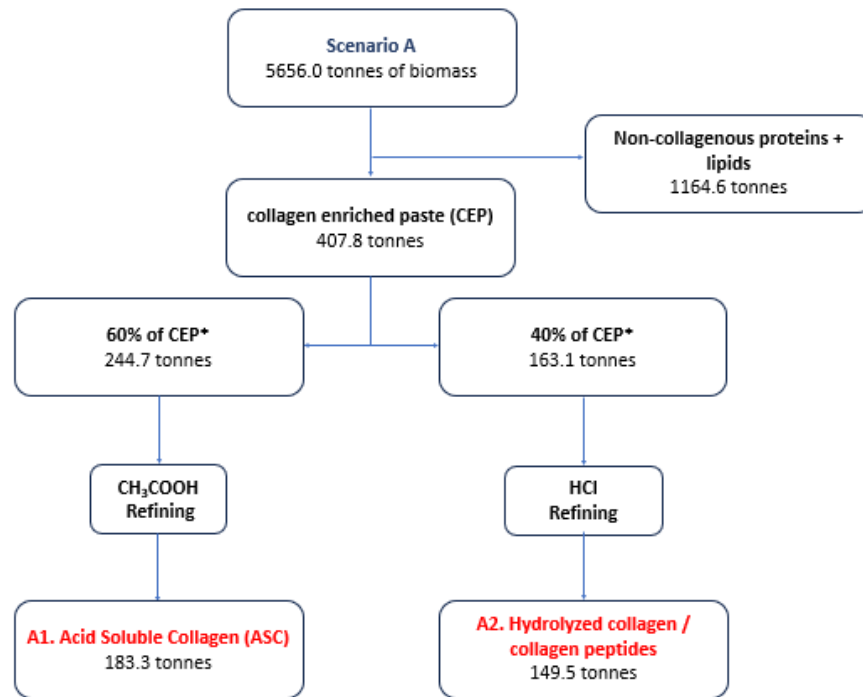 Scenario A
5656.0 tonnes of biomass
Non-collagenous proteins +
lipids
1164.6 tonnes
collagen enriched paste (CEP)
407.8 tonnes
60% of CEP*
244.7 tonnes
40% of CEP*
163.1 tonnes
CH₃COOH
Refining
HCl
Refining
A1. Acid Soluble Collagen (ASC)
183.3 tonnes
A2. Hydrolyzed collagen /
collagen peptides
149.5 tonnes